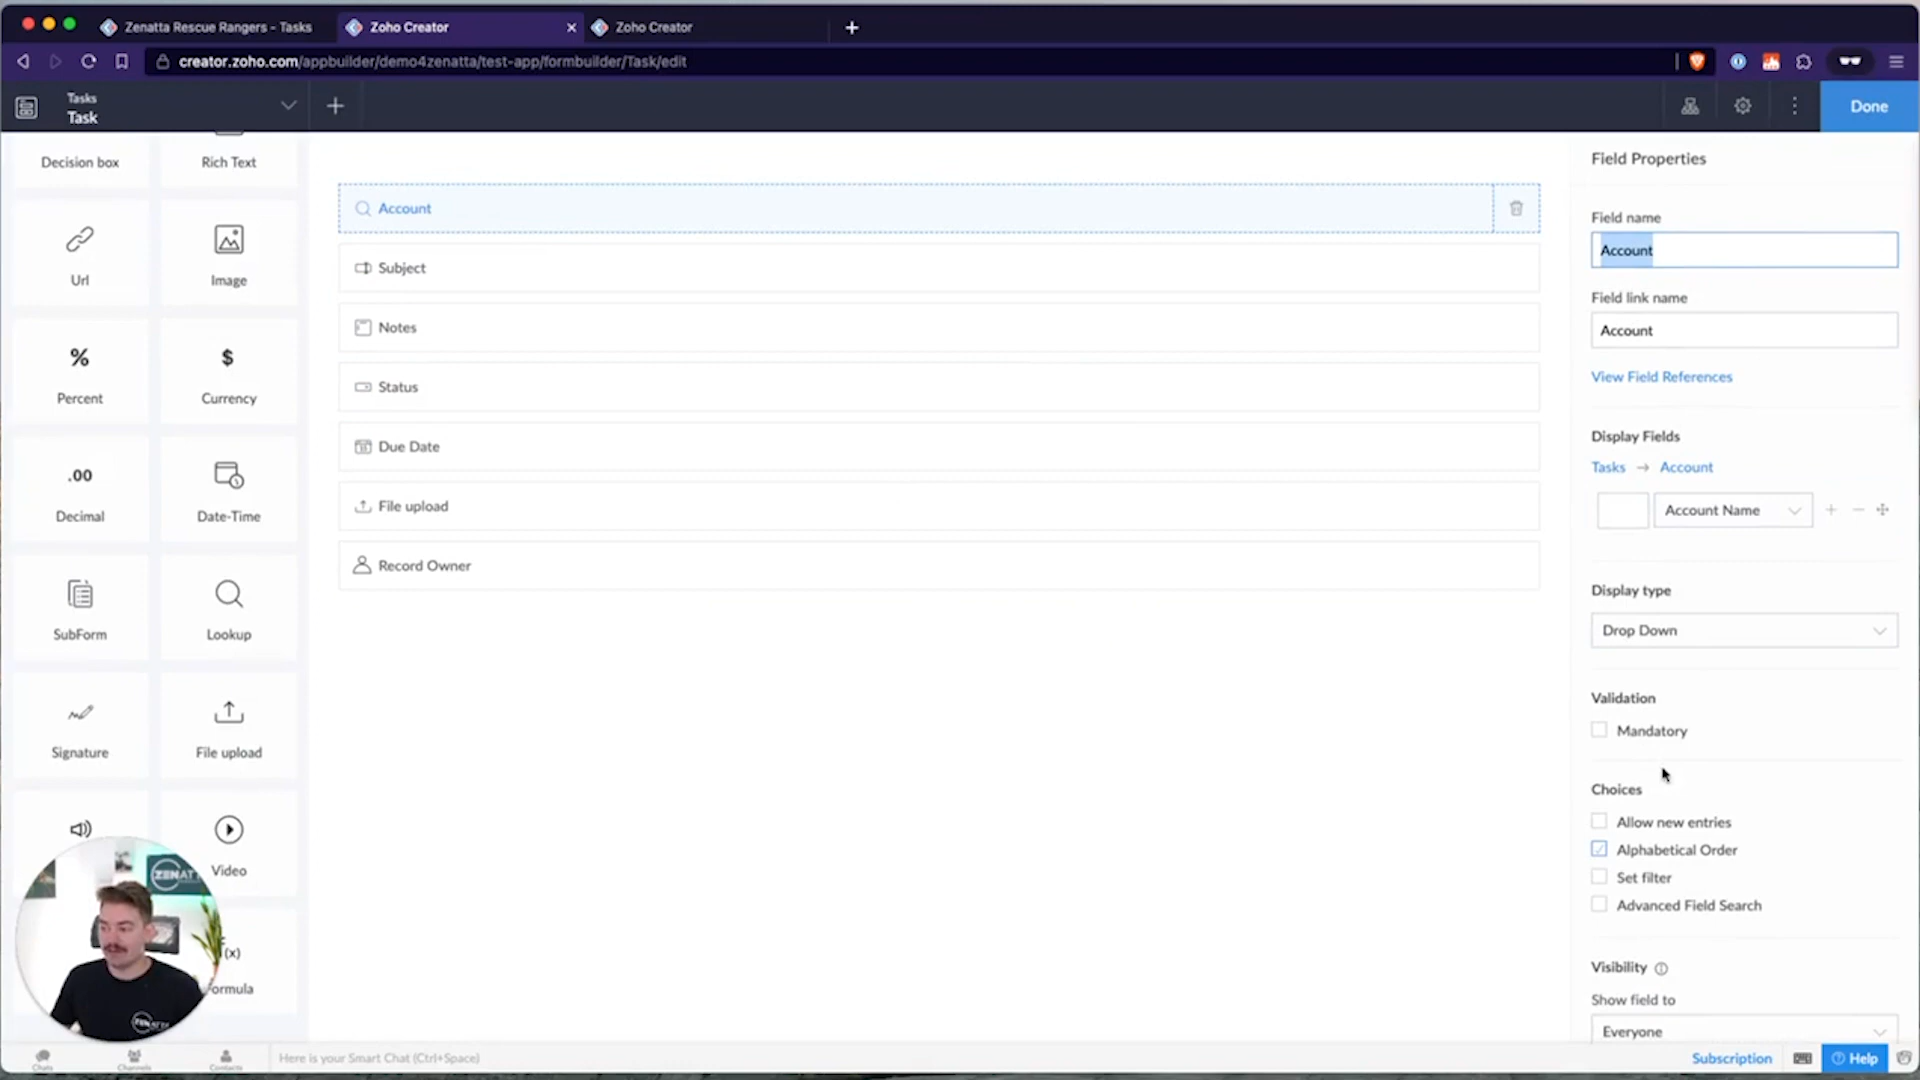 Zenatta Rescue Rangers - Tasks
Zoho Creator
Zoho Creator
creator.zoho.com/appbuilder/demo4zenatta/test-app/formbuilder/Task/edit
Tasks
Task
Done
Decision box
Rich Text
Url
Image
%
Percent
$
Currency
.00
Decimal
Date-Time
SubForm
Lookup
Signature
File upload
Video
Formula
Account
Subject
Notes
Status
Due Date
File upload
Record Owner
Field Properties
Field name
Account
Field link name
Account
View Field References
Display Fields
Tasks → Account
Account Name
Display type
Drop Down
Validation
Mandatory
Choices
Allow new entries
Alphabetical Order
Set filter
Advanced Field Search
Visibility
Show field to
Everyone
Chats
Channels
Contacts
Here is your Smart Chat (Ctrl+Space)
Subscription
Help